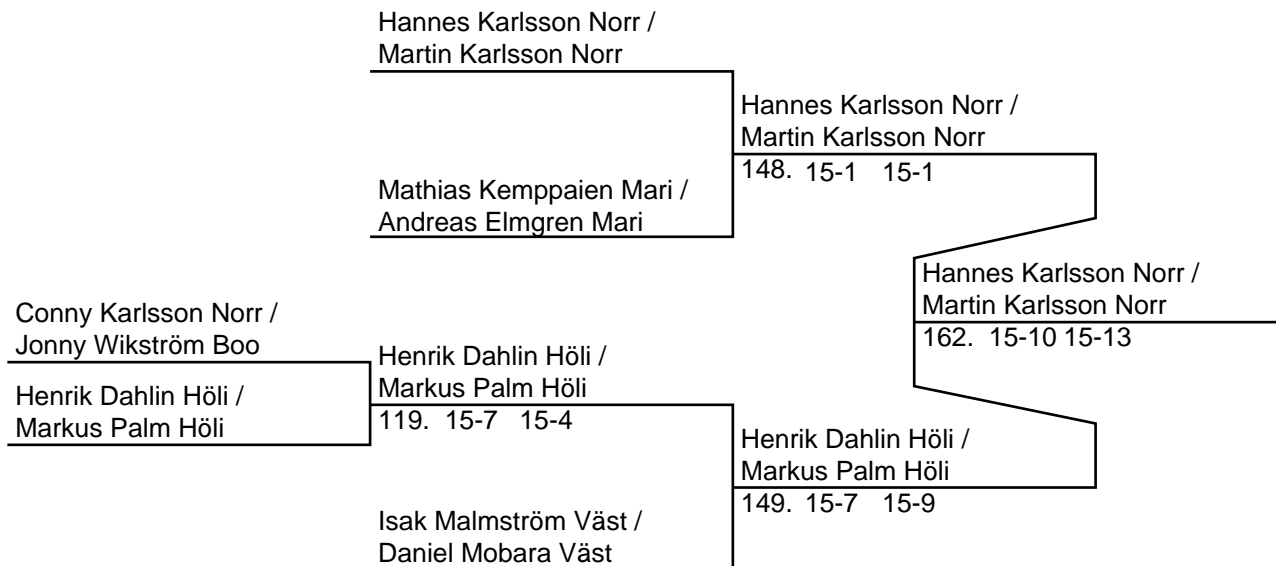 Hannes Karlsson Norr /
Martin Karlsson Norr
Hannes Karlsson Norr /
Martin Karlsson Norr
148. 15-1 15-1
Mathias Kemppaien Mari /
Andreas Elmgren Mari
Hannes Karlsson Norr /
Martin Karlsson Norr
162. 15-10 15-13
Conny Karlsson Norr /
Jonny Wikström Boo
Henrik Dahlin Höli /
Markus Palm Höli
119. 15-7 15-4
Henrik Dahlin Höli /
Markus Palm Höli
Henrik Dahlin Höli /
Markus Palm Höli
149. 15-7 15-9
Isak Malmström Väst /
Daniel Mobara Väst